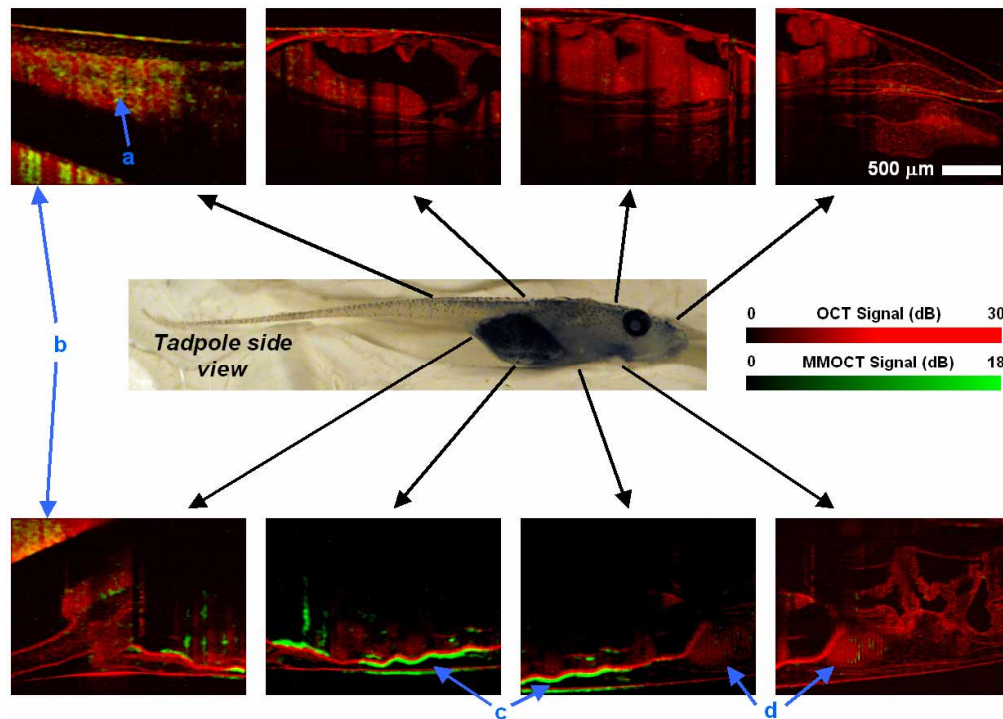 a
500 μm
b
Tadpole side
view
0 OCT Signal (dB) 30
0 MMOCT Signal (dB) 18
c
d